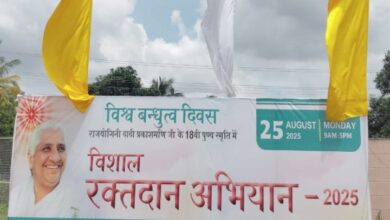 विश्व बन्धुत्व दिवस
राजयोगिनी दादी प्रकाशमणि जी के 18वीं पुण्य स्मृति में
25 AUGUST 2025 MONDAY 9AM-5PM
विशाल
रक्तदान अभियान - 2025